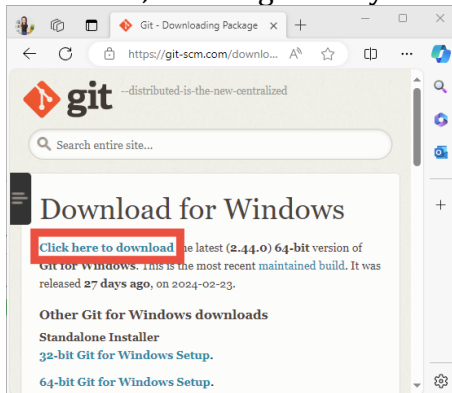 Git - Downloading Package
https://git-scm.com/downlo...
git --distributed-is-the-new-centralized
Search entire site...
Download for Windows
Click here to download the latest (2.44.0) 64-bit version of
Git for Windows. This is the most recent maintained build. It was
released 27 days ago, on 2024-02-23.
Other Git for Windows downloads
Standalone Installer
32-bit Git for Windows Setup.
64-bit Git for Windows Setup.